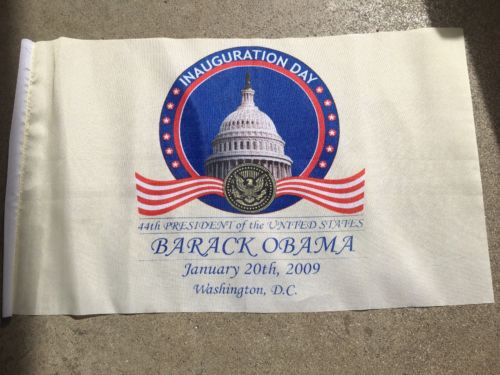 INAUGURATION DAY
44th PRESIDENT of the UNITED STATES
BARACK OBAMA
January 20th, 2009
Washington, D.C.